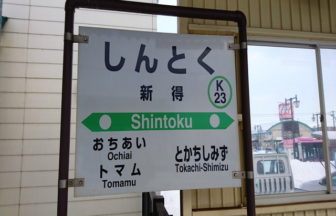 しんとく
新得
K
23
Shintoku
おちあい
Ochiai
トマム
Tomamu
とかちしみず
Tokachi-Shimizu